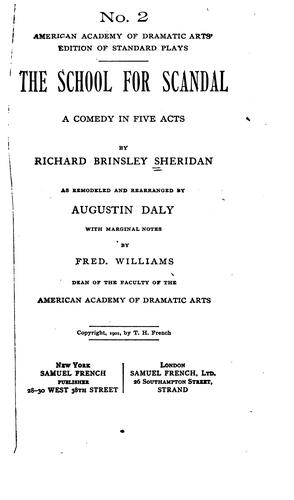 No. 2
AMERICAN ACADEMY OF DRAMATIC ARTS'
EDITION OF STANDARD PLAYS
THE SCHOOL FOR SCANDAL
A COMEDY IN FIVE ACTS
BY
RICHARD BRINSLEY SHERIDAN
AS REMODELED AND REARRANGED BY
AUGUSTIN DALY
WITH MARGINAL NOTES
BY
FRED. WILLIAMS
DEAN OF THE FACULTY OF THE
AMERICAN ACADEMY OF DRAMATIC ARTS
Copyright, 1901, by T. H. French
NEW YORK
SAMUEL FRENCH
PUBLISHER
28-30 WEST 38TH STREET
LONDON
SAMUEL FRENCH, LTD.
26 SOUTHAMPTON STREET,
STRAND